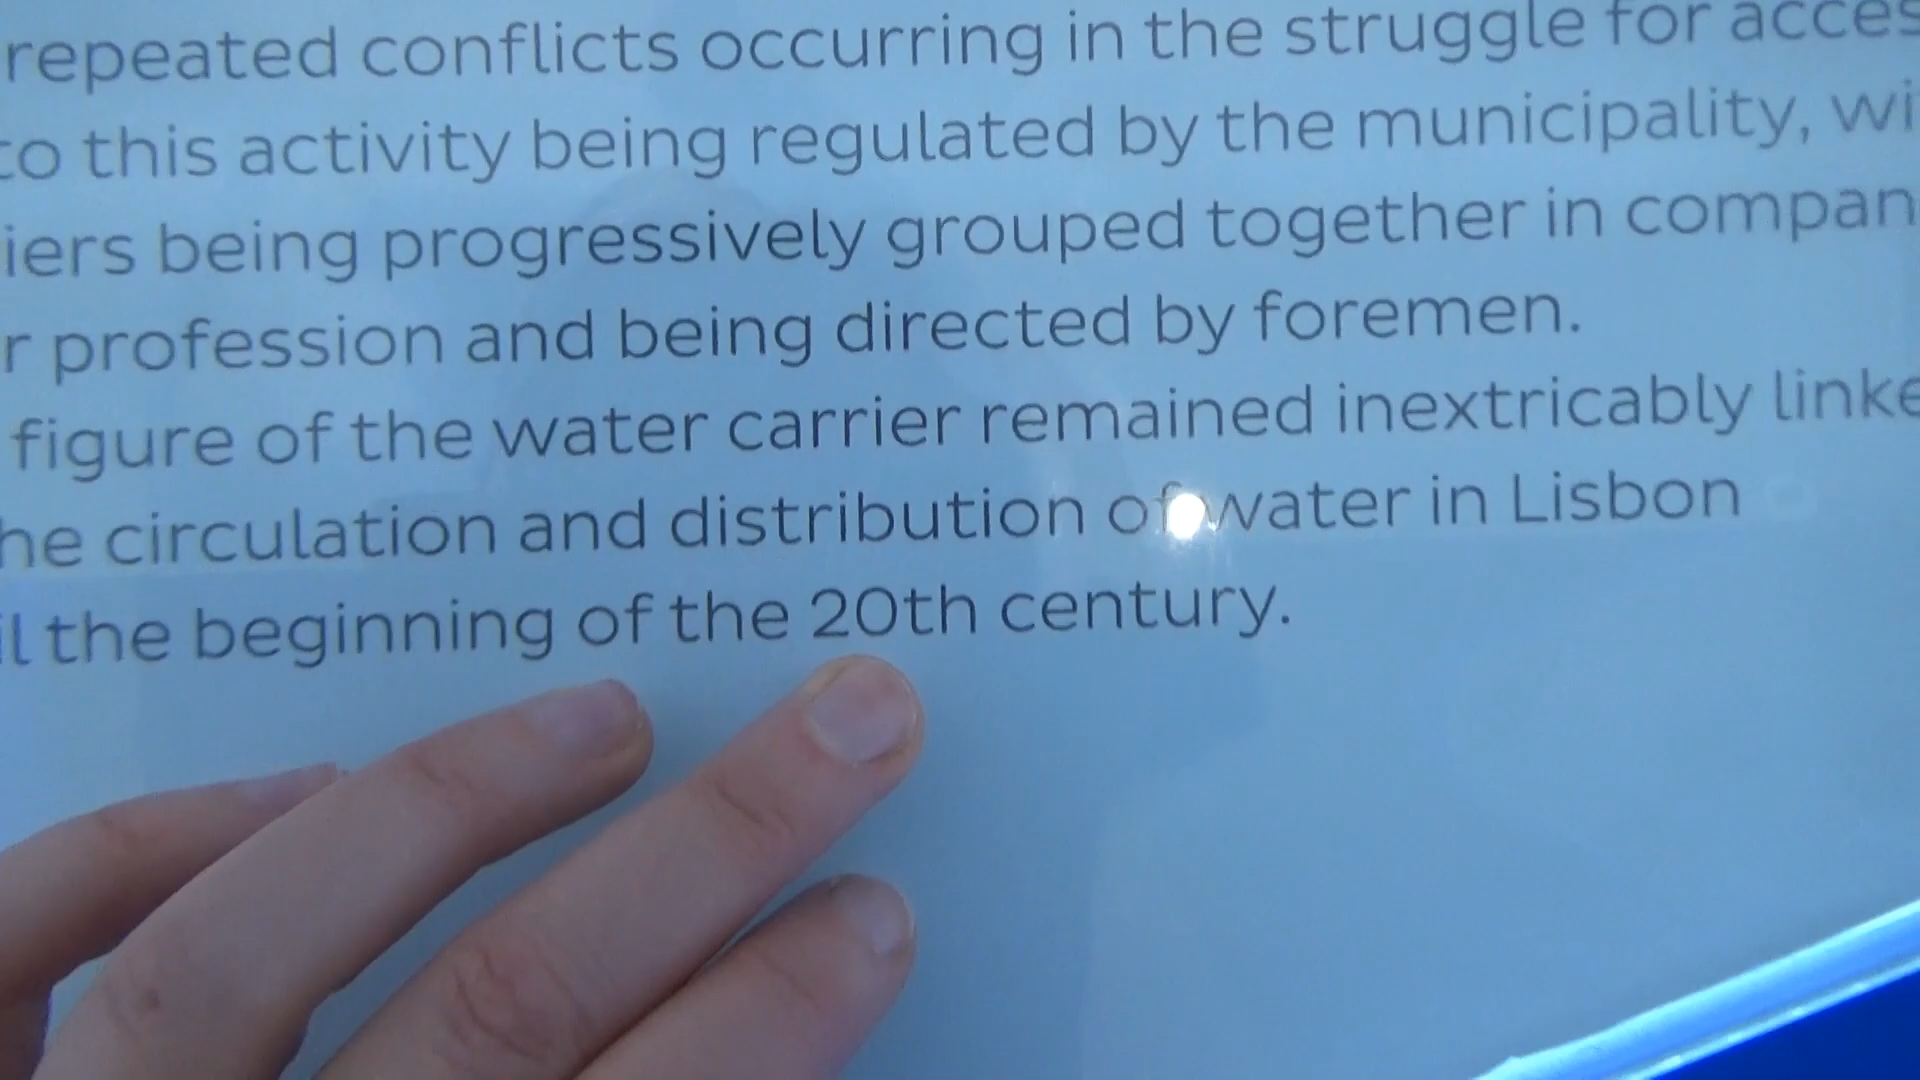 repeated conflicts occurring in the struggle for acces
to this activity being regulated by the municipality, wi
iers being progressively grouped together in compan
r profession and being directed by foremen.
figure of the water carrier remained inextricably linke
he circulation and distribution of water in Lisbon
il the beginning of the 20th century.